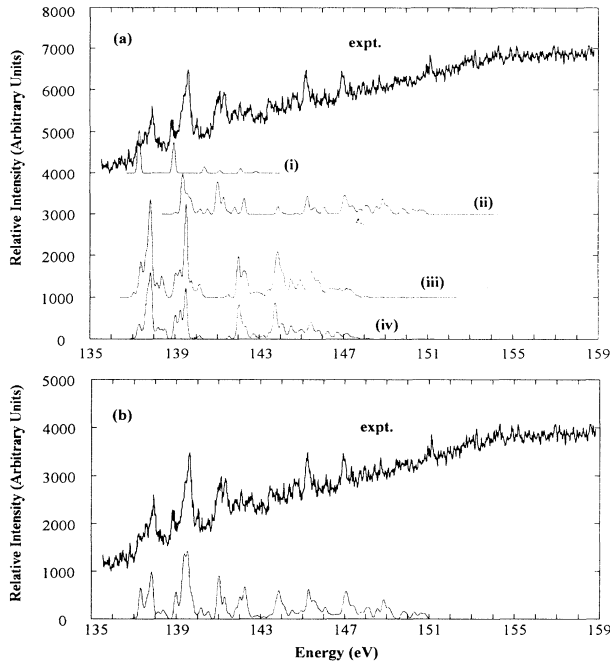 8000
(a)
expt.
7000
6000
5000
(i)
4000
(ii)
3000
2000
(iii)
1000
(iv)
0
135 139 143 147 151 155 159
Relative Intensity (Arbitrary Units)
5000
(b)
expt.
4000
3000
2000
1000
0
135 139 143 147 151 155 159
Relative Intensity (Arbitrary Units)
Energy (eV)